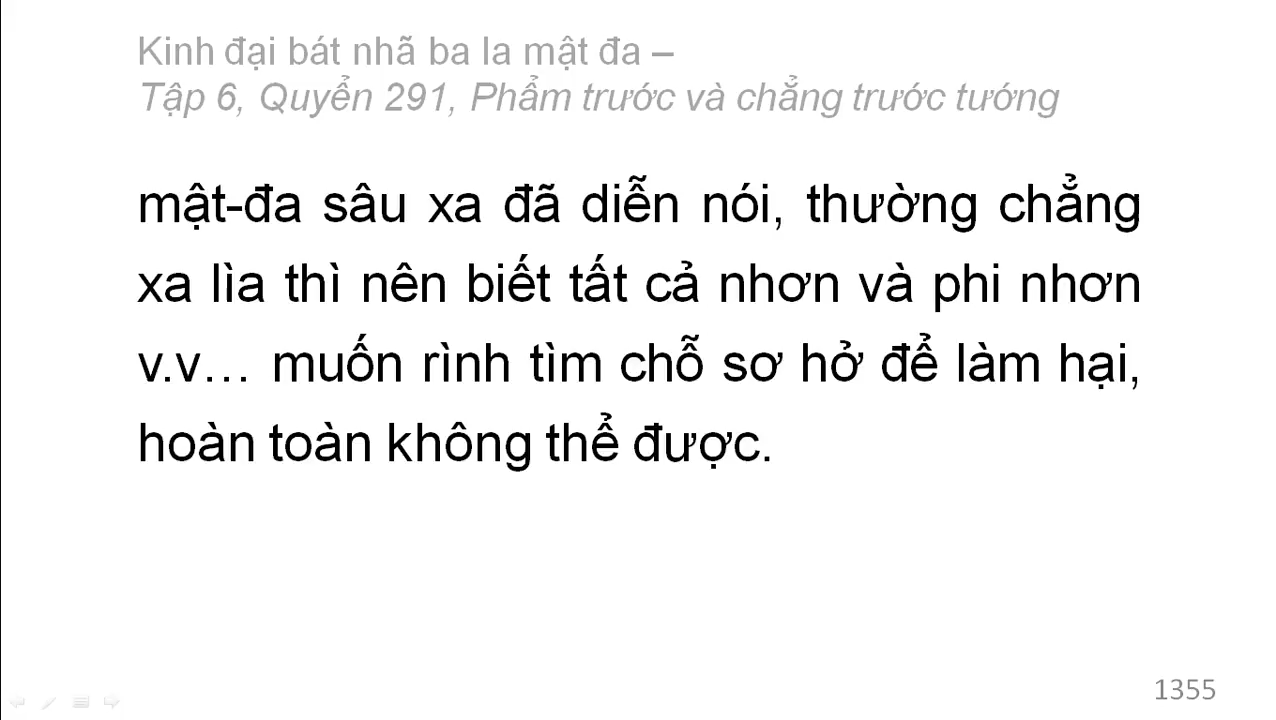 Kinh đại bát nhã ba la mật đa –
Tập 6, Quyển 291, Phẩm trước và chẳng trước tướng
mật-đa sâu xa đã diễn nói, thường chẳng
xa lìa thì nên biết tất cả nhơn và phi nhơn
v.v… muốn rình tìm chỗ sơ hở để làm hại,
hoàn toàn không thể được.
1355